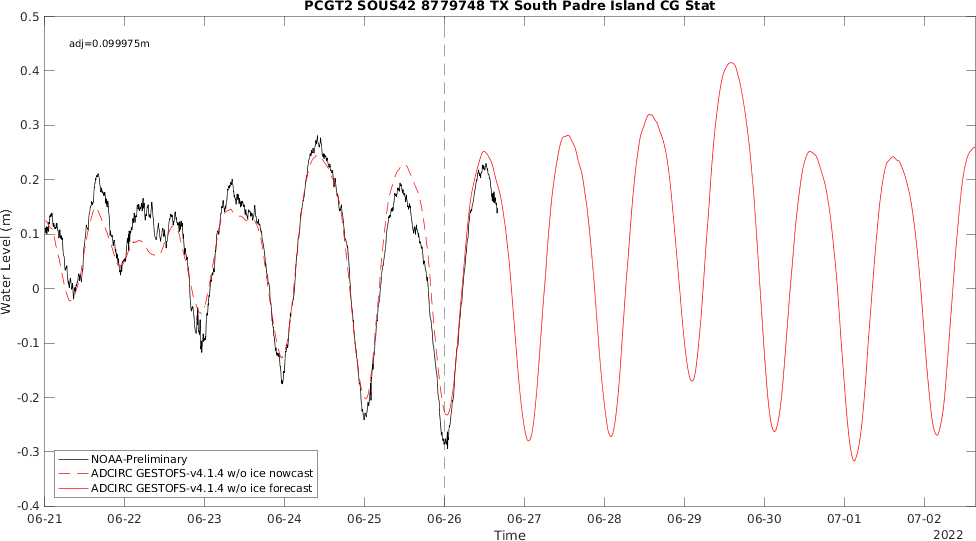 PCGT2 SOUS42 8779748 TX South Padre Island CG Stat
adj=0.099975m
0.5
0.4
0.3
0.2
0.1
0
-0.1
-0.2
-0.3
-0.4
Water Level (m)
NOAA-Preliminary
ADCIRC GESTOFS-v4.1.4 w/o ice nowcast
ADCIRC GESTOFS-v4.1.4 w/o ice forecast
06-21 06-22 06-23 06-24 06-25 06-26 06-27 06-28 06-29 06-30 07-01 07-02
Time
2022